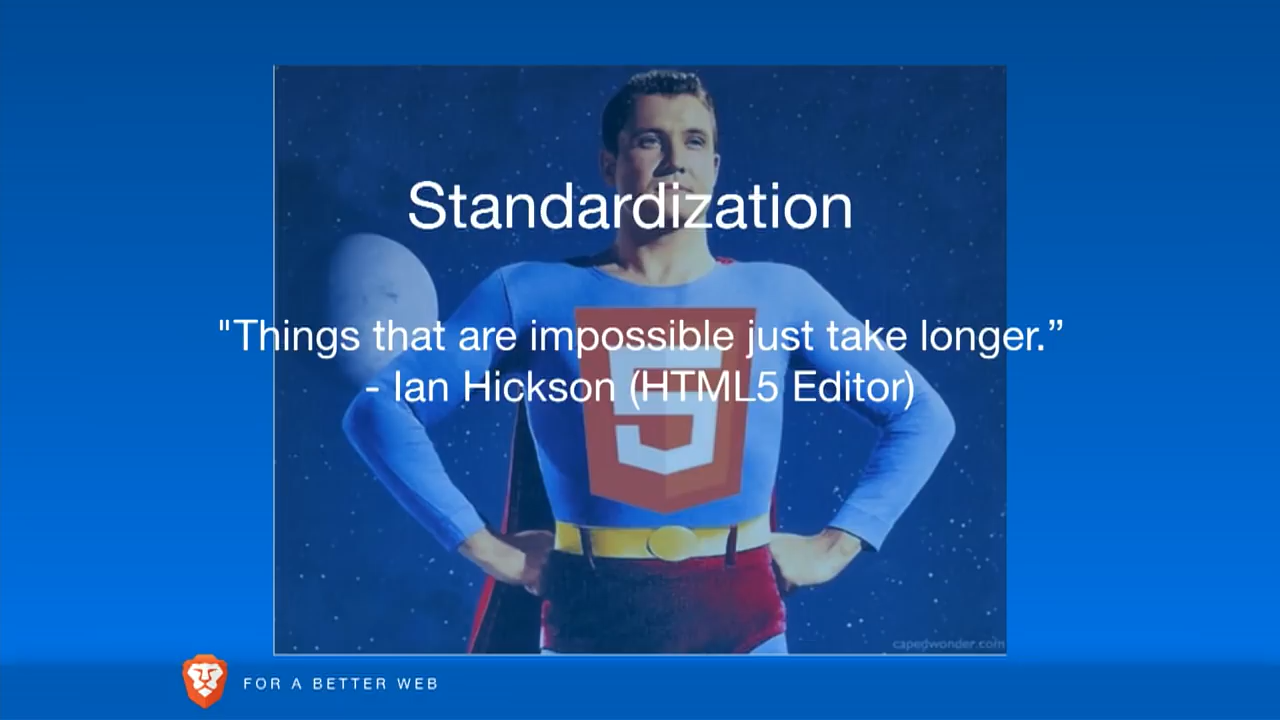 Standardization
"Things that are impossible just take longer.”
- Ian Hickson (HTML5 Editor)
5
capedwonder.com
FOR A BETTER WEB